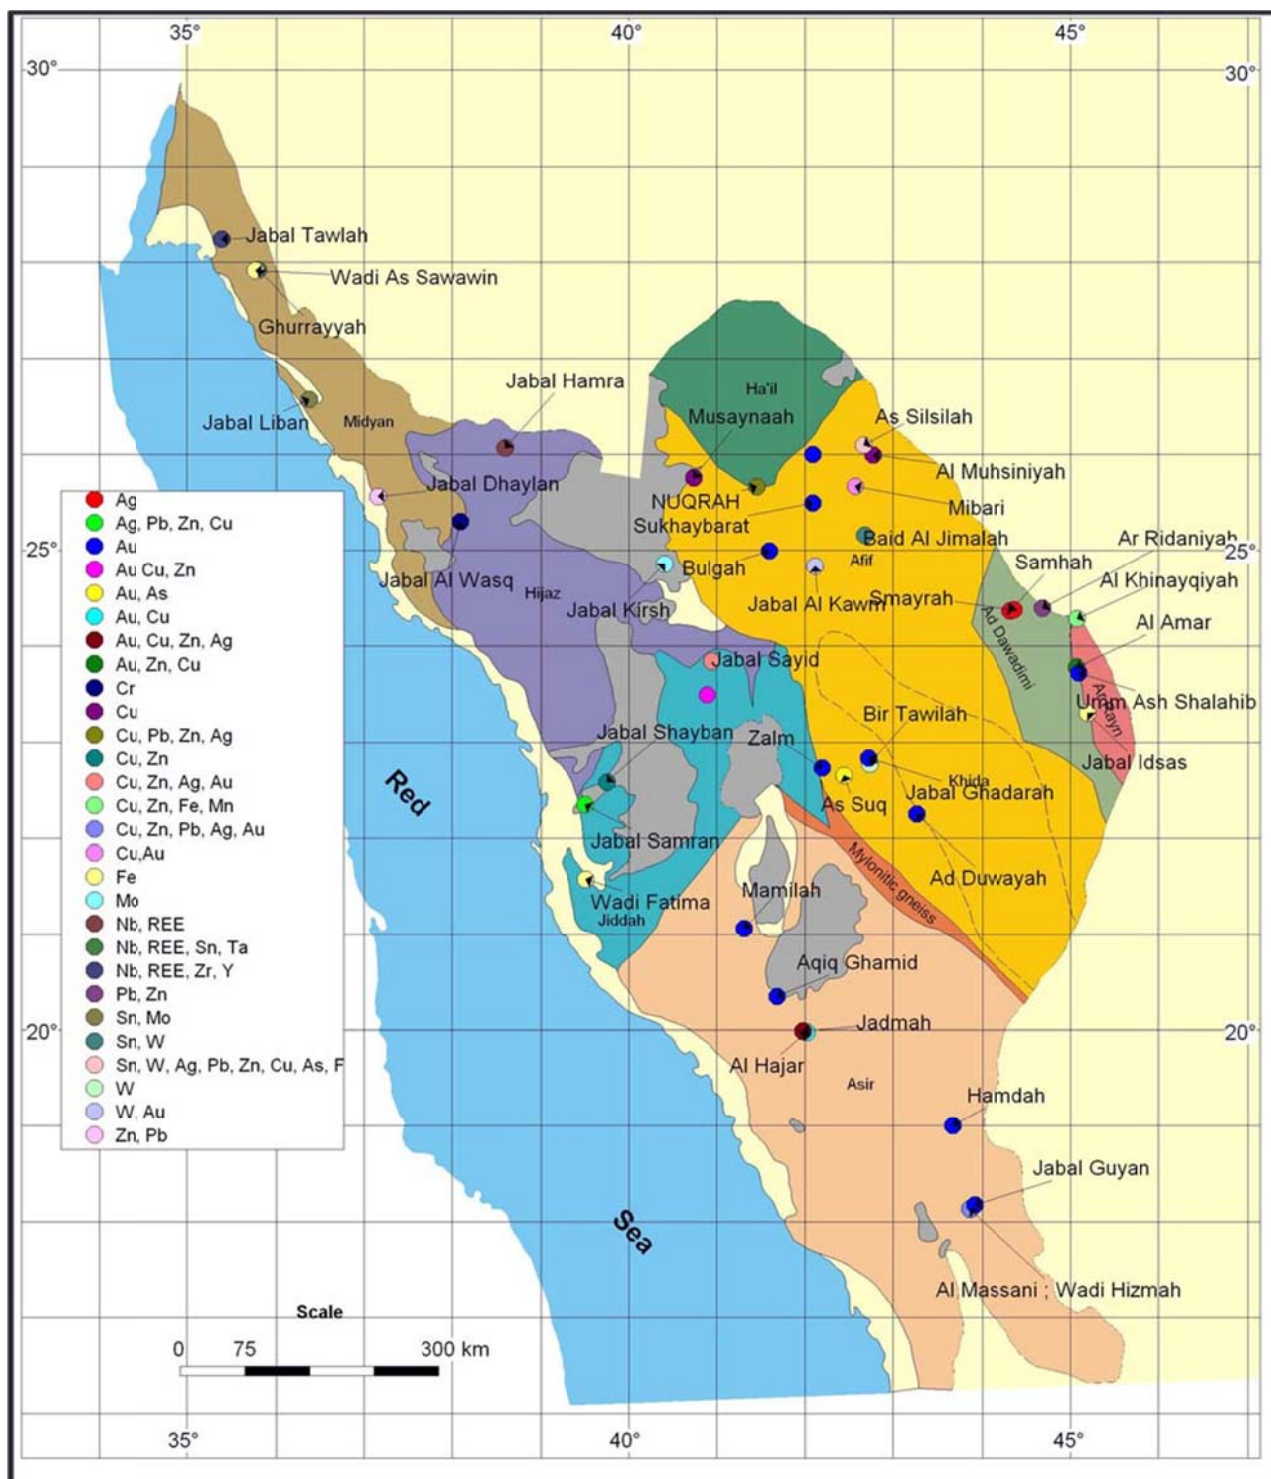 35° 40° 45°
30° 30°
Jabal Tawlah
Wadi As Sawawin
Ghurrayyah
Jabal Hamra
Ha'il
Musaynaah
As Silsilah
Jabal Liban
Midyan
Al Muhsiniyah
Jabal Dhaylan
NUQRAH
Mibari
Sukhaybarat
Baid Al Jimalah
Ar Ridaniyah
25°
Afif
Samhah
Bulgah
Jabal Al Wasq
Hijaz
Al Khinayqiyah
Jabal Kirsh
Jabal Al Kawm
Smayrah
Al Amar
Ad Dawadimi
Jabal Sayid
Ar Rayn
Umm Ash Shalahib
Bir Tawilah
Jabal Shayban
Zalm
Jabal Idsas
Khida
Jabal Ghadarah
As Suq
Jabal Samran
Mylonitic gneiss
Ad Duwayah
Mamilah
Wadi Fatima
Jiddah
Aqiq Ghamid
Jadmah
20° 20°
Al Hajar
Asir
Hamdah
Jabal Guyan
Al Massani ; Wadi Hizmah
Red
Sea
Ag
Ag, Pb, Zn, Cu
Au
Au Cu, Zn
Au, As
Au, Cu
Au, Cu, Zn, Ag
Au, Zn, Cu
Cr
Cu
Cu, Pb, Zn, Ag
Cu, Zn
Cu, Zn, Ag, Au
Cu, Zn, Fe, Mn
Cu, Zn, Pb, Ag, Au
Cu,Au
Fe
Mo
Nb, REE
Nb, REE, Sn, Ta
Nb, REE, Zr, Y
Pb, Zn
Sn, Mo
Sn, W
Sn, W, Ag, Pb, Zn, Cu, As, F
W
W, Au
Zn, Pb
Scale
0 75 300 km
35° 40° 45°